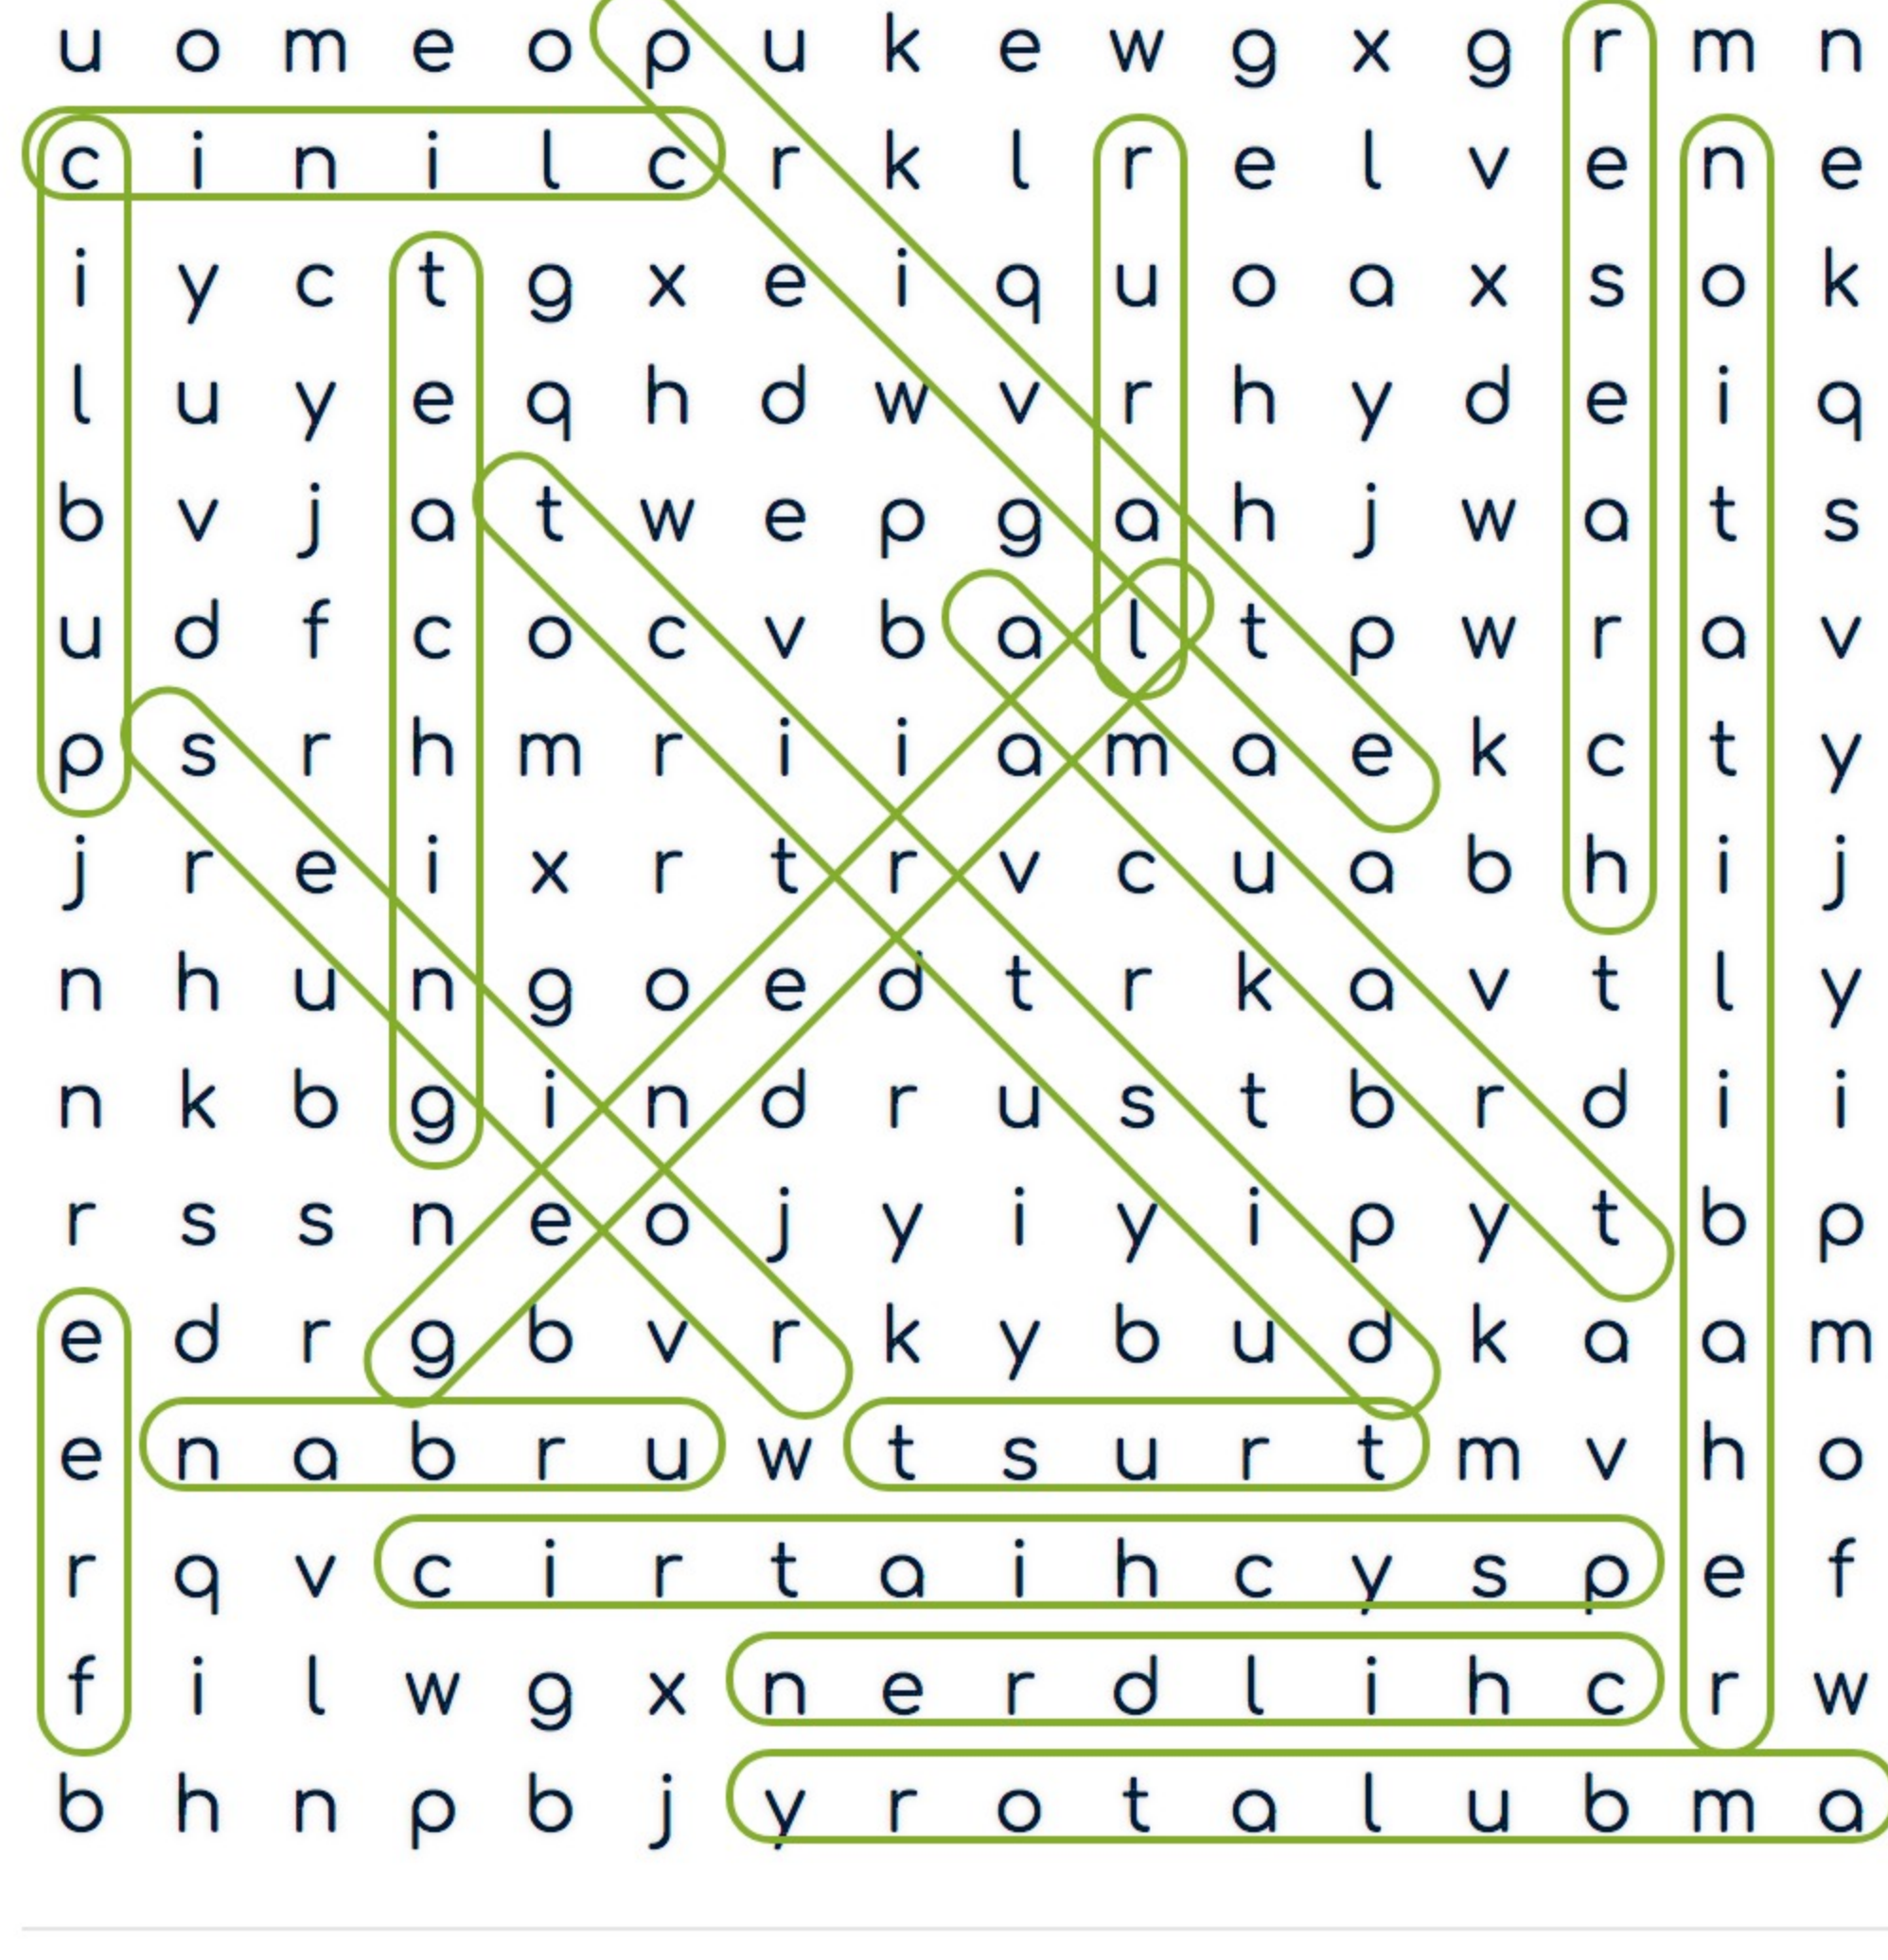 u o m e o p u k e w g x g r m n
c i n i l c r k l r e l v e n e
i y c t g x e i q u o a x s o k
l u y e q h d w v r h y d e i q
b v j a t w e p g a h j w a t s
u d f c o c v b a l t p w r a v
p s r h m r i i a m a e k c t y
j r e i x r t r v c u a b h i j
n h u n g o e d t r k a v t l y
n k b g i n d r u s t b r d i i
r s s n e o j y i y i p y t b p
e d r g b v r k y b u d k a a m
e n a b r u w t s u r t m v h o
r q v c i r t a i h c y s p e f
f i l w g x n e r d l i h c r w
b h n p b j y r o t a l u b m a